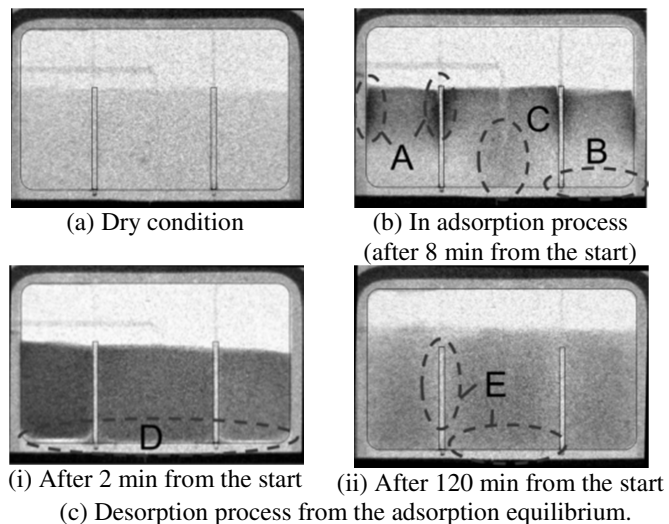 (a) Dry condition
A
C
B
(b) In adsorption process
(after 8 min from the start)
D
(i) After 2 min from the start
E
(ii) After 120 min from the start
(c) Desorption process from the adsorption equilibrium.